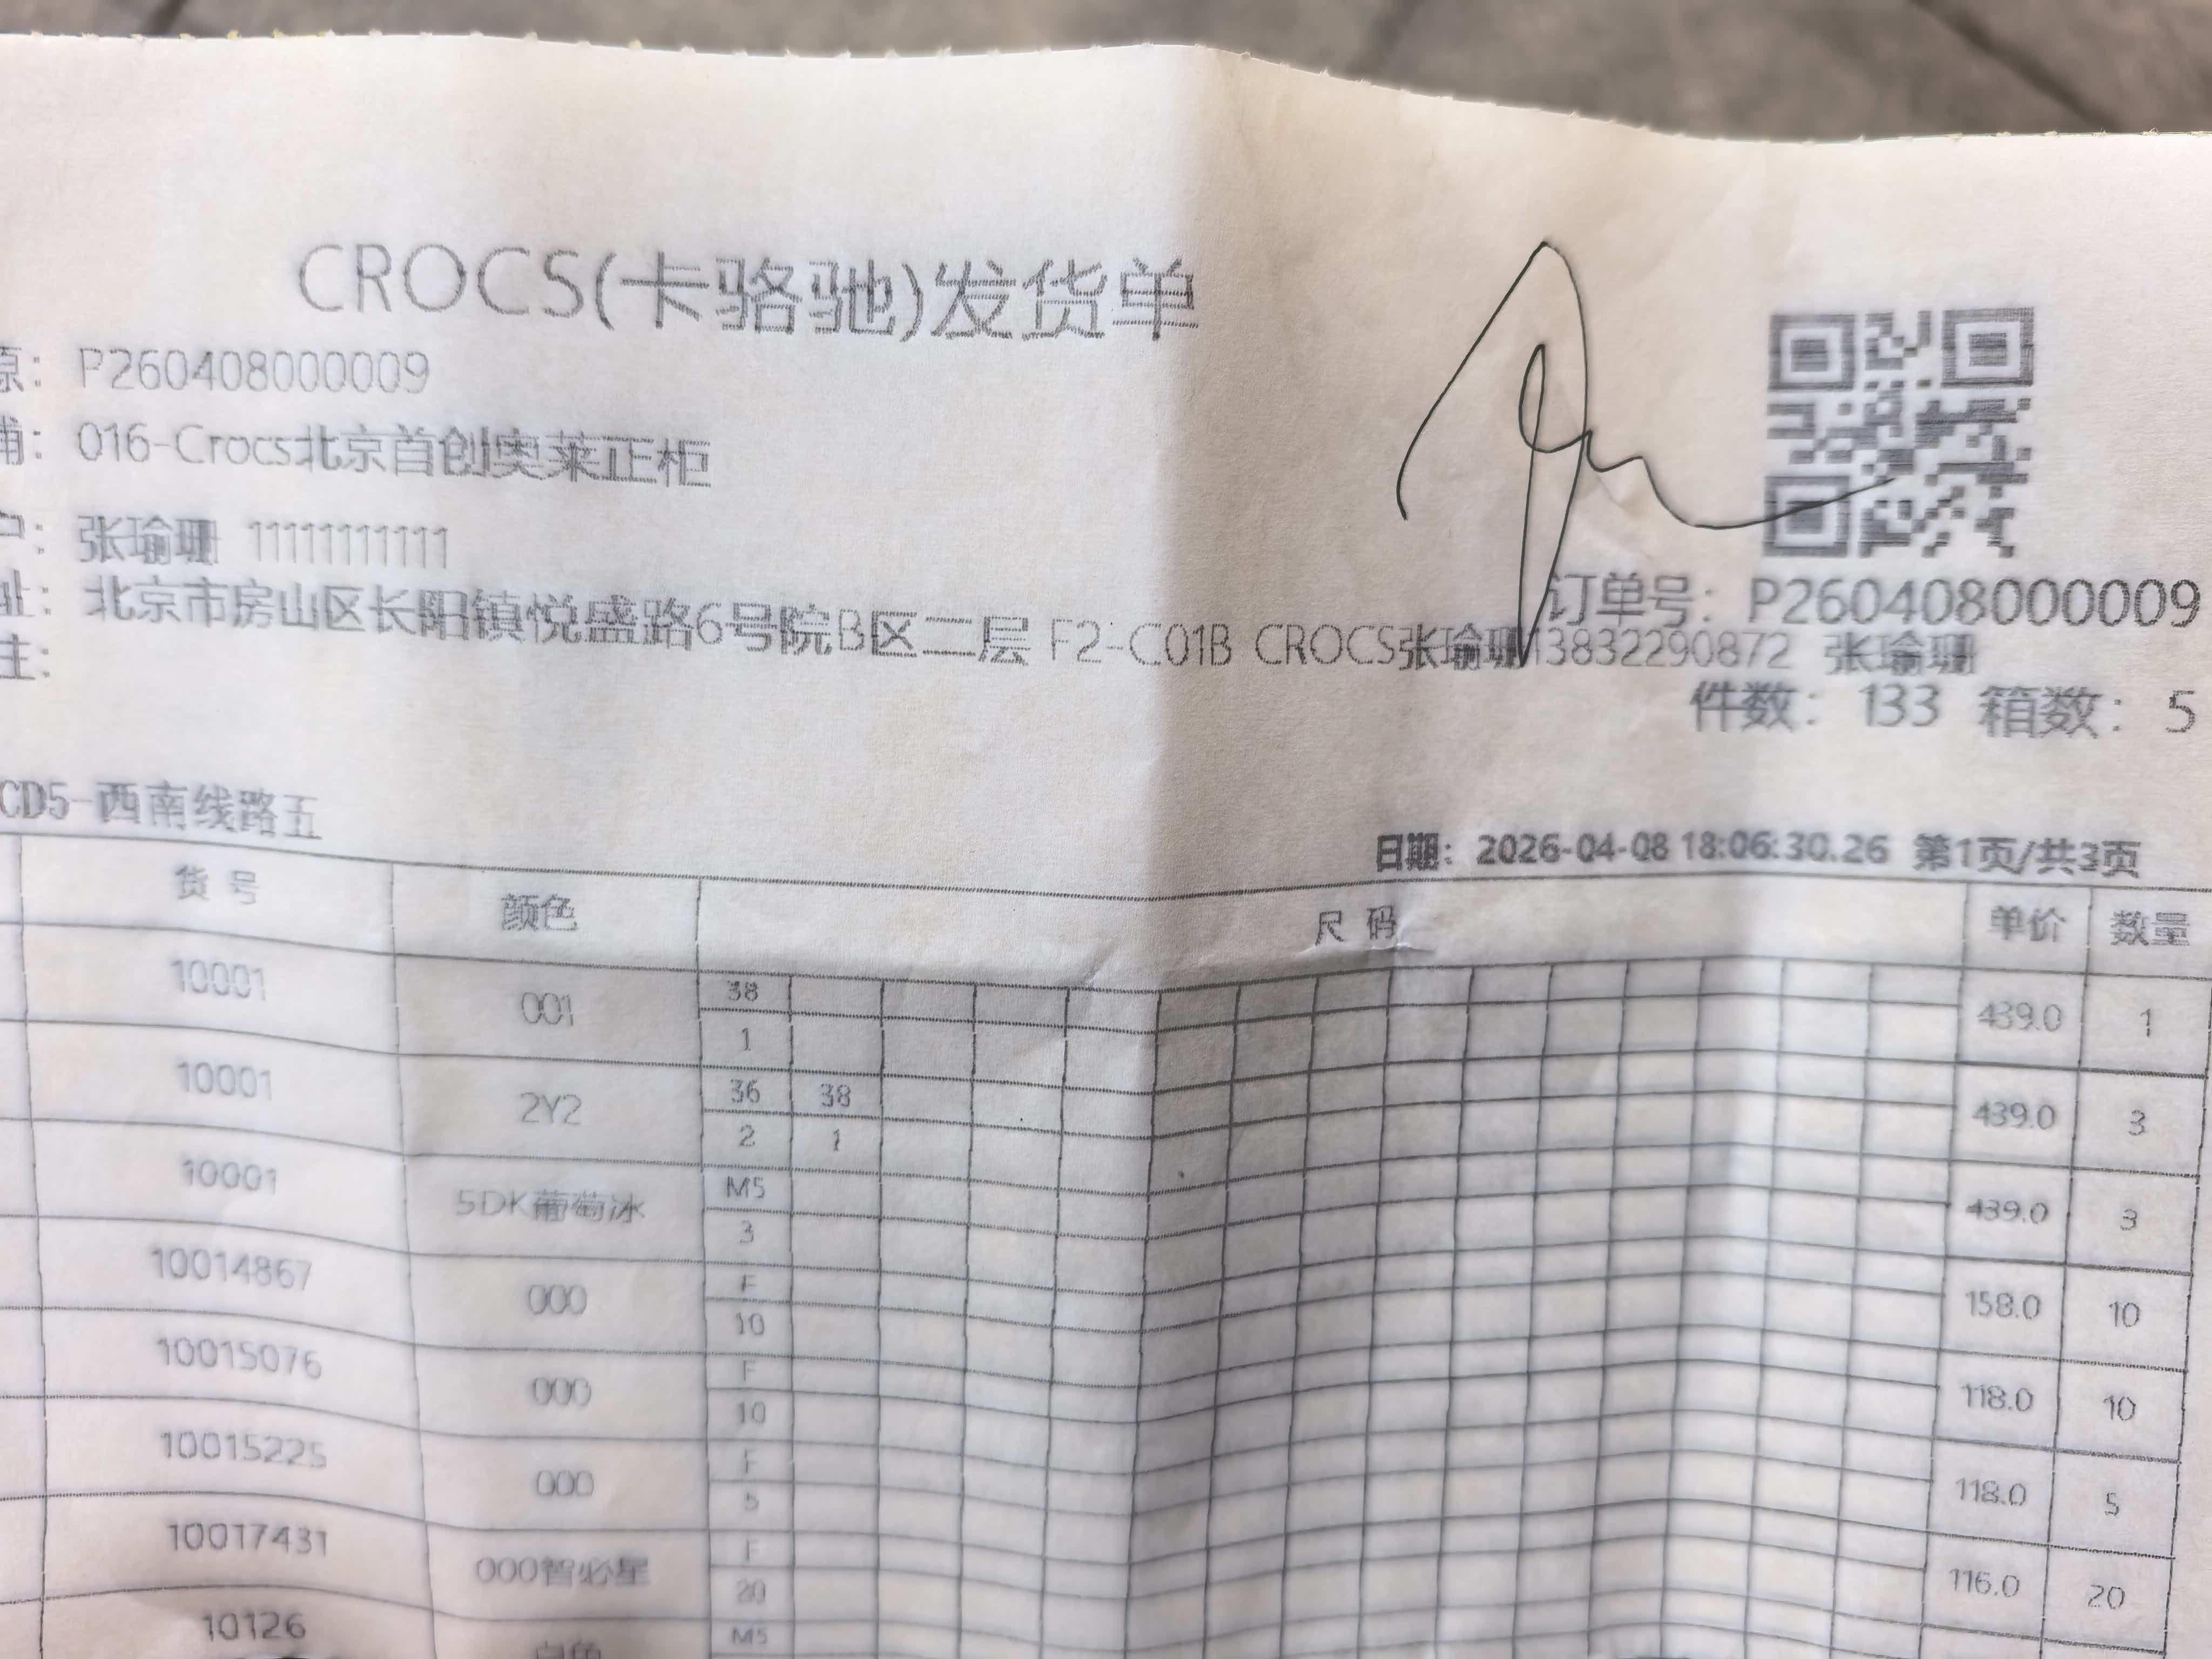 CROCS(卡骆驰)发货单
源: P260408000009
铺: 016-Crocs北京首创奥莱正柜
户: 张瑜珊 11111111111
订单号: P260408000009
址: 北京市房山区长阳镇悦盛路6号院B区二层 F2-C01B CROCS张瑜珊13832290872 张瑜珊
注:
件数: 133 箱数: 5
CD5-西南线路五
日期: 2026-04-08 18:06:30.26 第1页/共3页
货号 颜色 尺码 单价 数量
10001 001 38 439.0 1
1
10001 2Y2 36 38 439.0 3
2 1
10001 5DK葡萄冰 M5 439.0 3
3
10014867 000 F 158.0 10
10
10015076 000 F 118.0 10
10
10015225 000 F 118.0 5
5
10017431 000智必星 F 116.0 20
20
10126 白色 M5